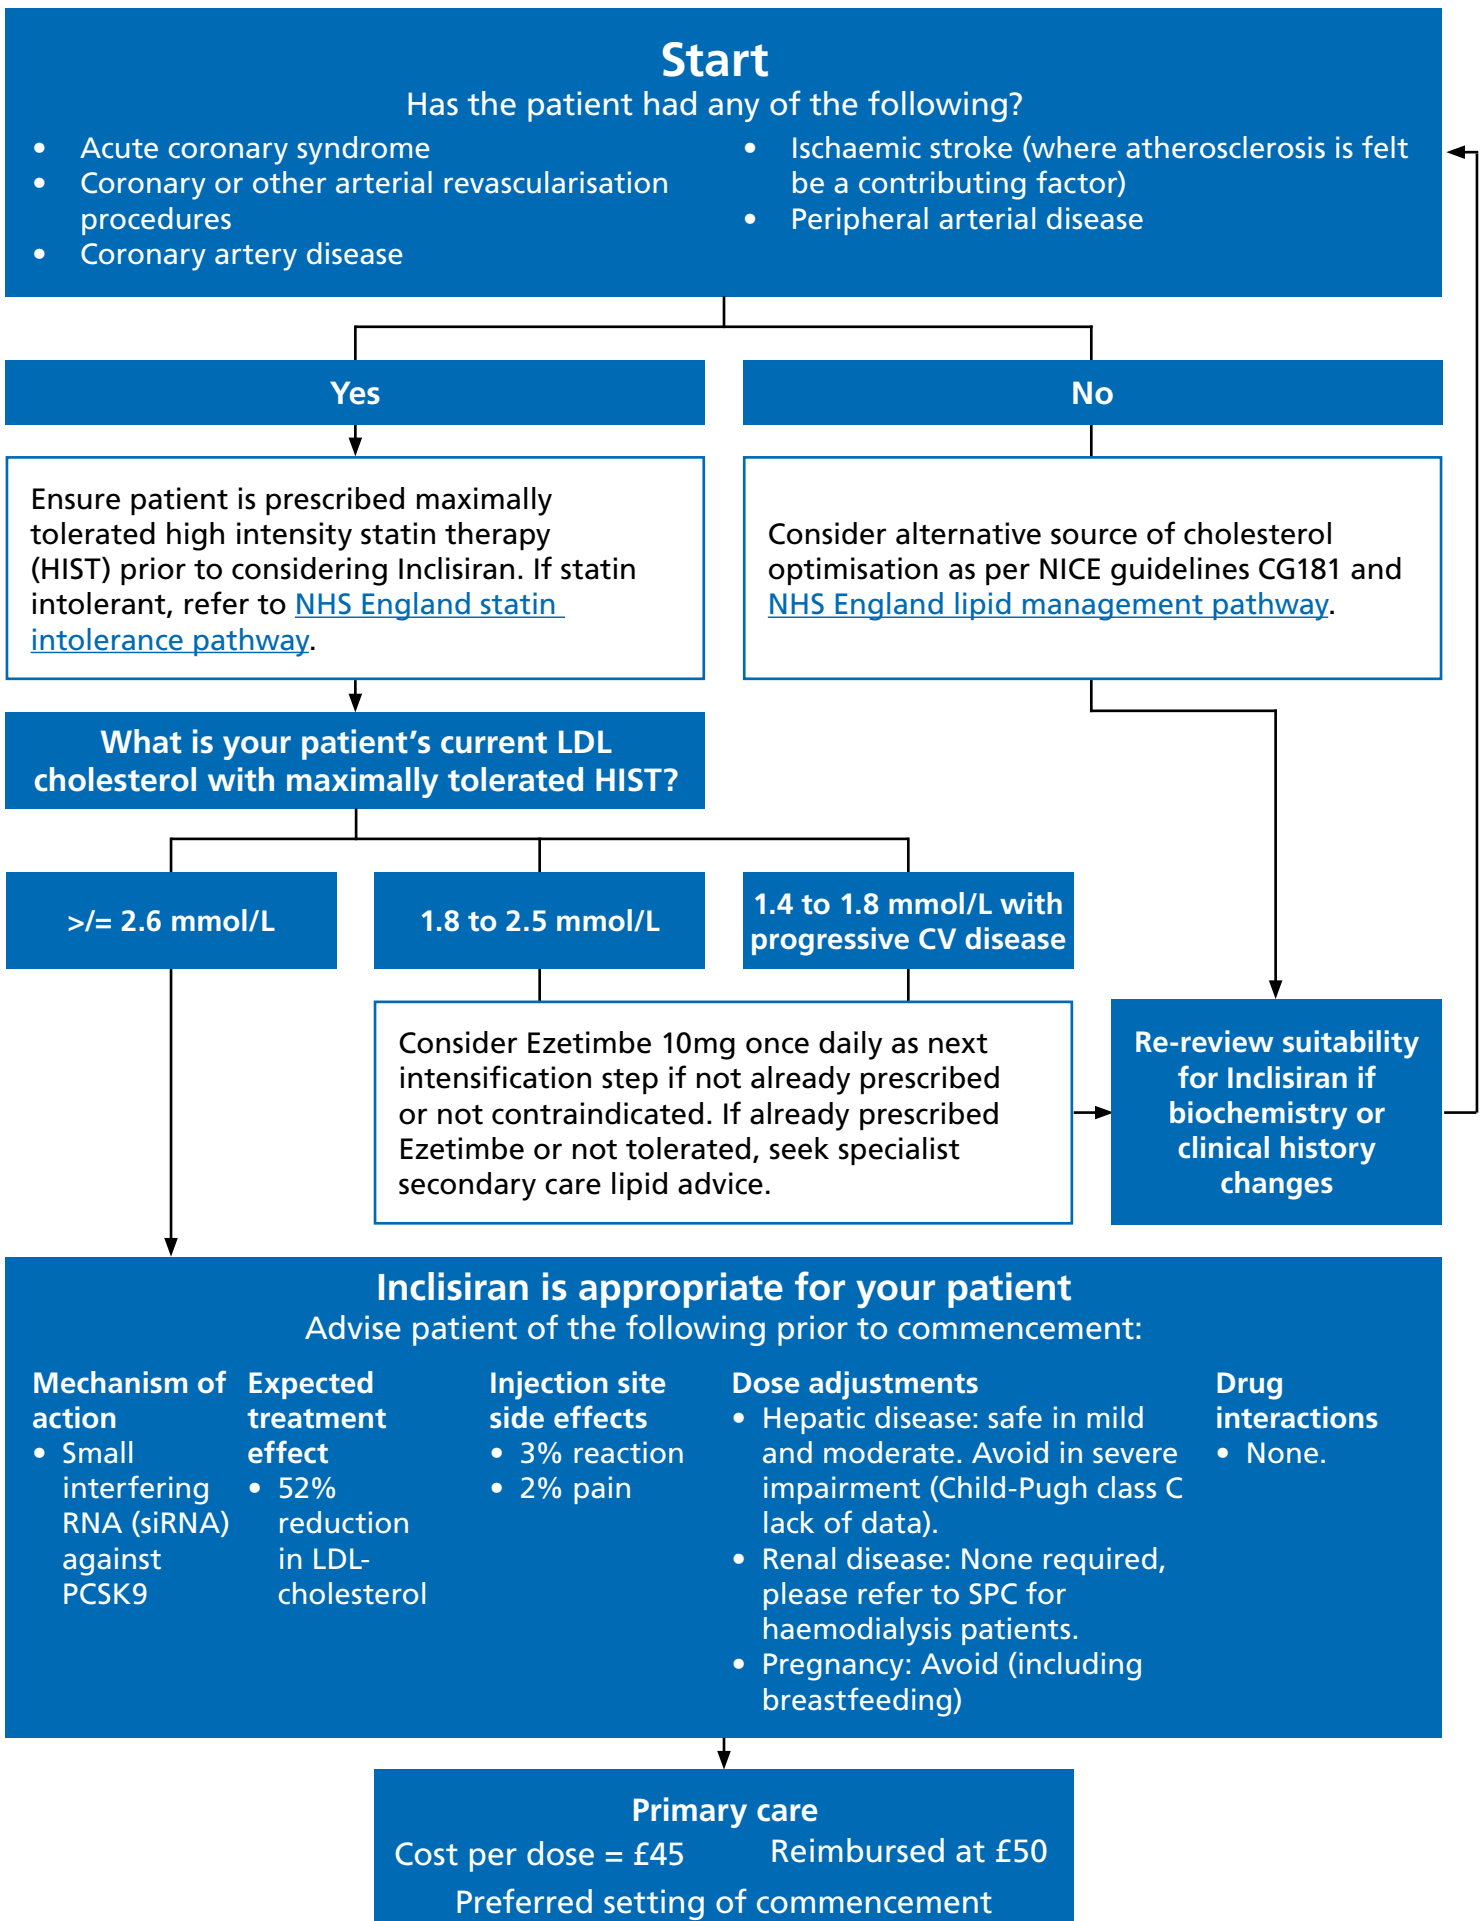 Start
Has the patient had any of the following?
• Acute coronary syndrome
• Coronary or other arterial revascularisation
procedures
• Coronary artery disease
• Ischaemic stroke (where atherosclerosis is felt
be a contributing factor)
• Peripheral arterial disease
Yes
No
Ensure patient is prescribed maximally
tolerated high intensity statin therapy
(HIST) prior to considering Inclisiran. If statin
intolerant, refer to NHS England statin
intolerance pathway.
Consider alternative source of cholesterol
optimisation as per NICE guidelines CG181 and
NHS England lipid management pathway.
What is your patient's current LDL
cholesterol with maximally tolerated HIST?
>/= 2.6 mmol/L
1.8 to 2.5 mmol/L
1.4 to 1.8 mmol/L with
progressive CV disease
Consider Ezetimbe 10mg once daily as next
intensification step if not already prescribed
or not contraindicated. If already prescribed
Ezetimbe or not tolerated, seek specialist
secondary care lipid advice.
Re-review suitability
for Inclisiran if
biochemistry or
clinical history
changes
Inclisiran is appropriate for your patient
Advise patient of the following prior to commencement:
Mechanism of
action
• Small
interfering
RNA (siRNA)
against
PCSK9
Expected
treatment
effect
• 52%
reduction
in LDL-
cholesterol
Injection site
side effects
• 3% reaction
• 2% pain
Dose adjustments
• Hepatic disease: safe in mild
and moderate. Avoid in severe
impairment (Child-Pugh class C
lack of data).
• Renal disease: None required,
please refer to SPC for
haemodialysis patients.
• Pregnancy: Avoid (including
breastfeeding)
Drug
interactions
• None.
Primary care
Cost per dose = £45 Reimbursed at £50
Preferred setting of commencement